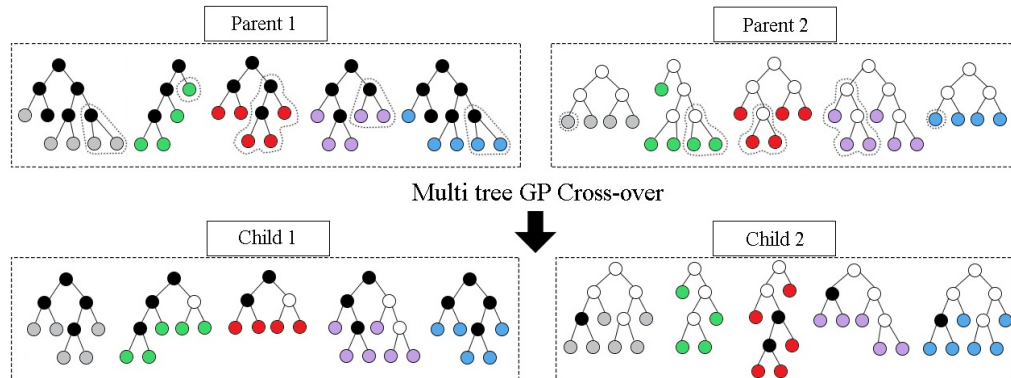 Parent 1
Parent 2
Multi tree GP Cross-over
Child 1
Child 2